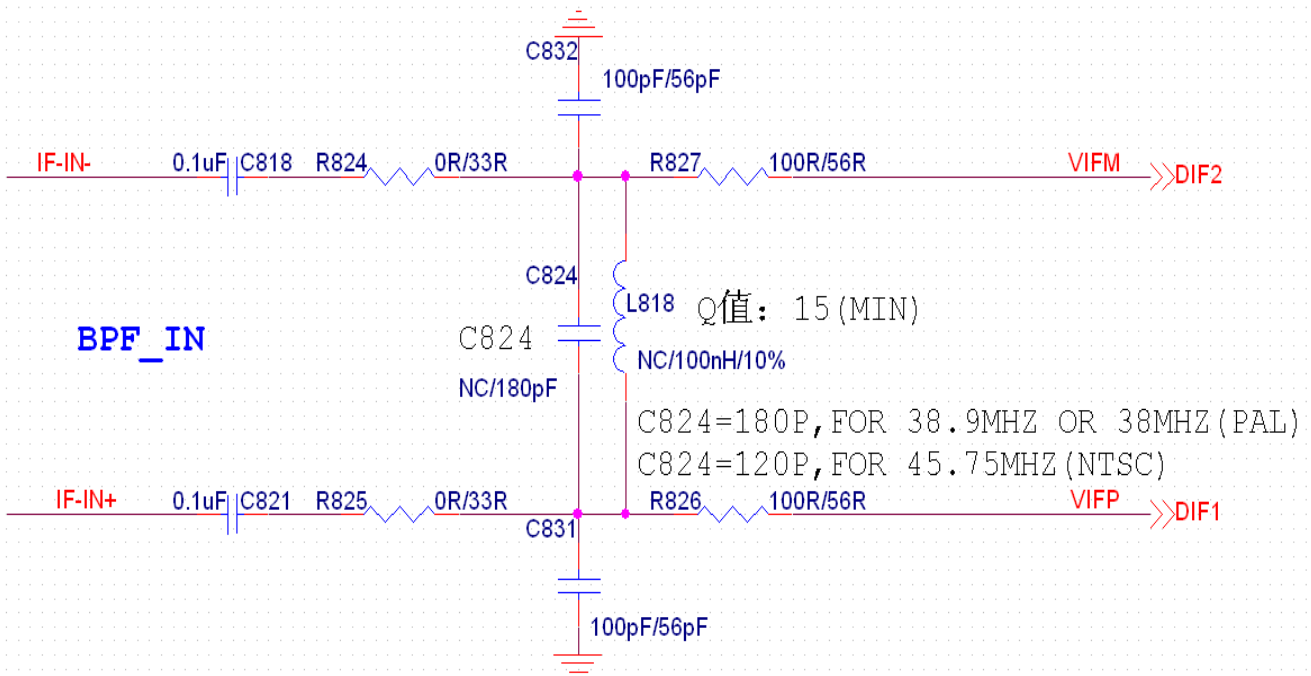 C832
100pF/56pF
IF-IN-
0.1uF
C818
R824
0R/33R
R827
100R/56R
VIFM
DIF2
C824
L818
Q值: 15(MIN)
BPF_IN
C824
NC/100nH/10%
NC/180pF
C824=180P,FOR 38.9MHZ OR 38MHZ(PAL)
C824=120P,FOR 45.75MHZ(NTSC)
IF-IN+
0.1uF
C821
R825
0R/33R
C831
R826
100R/56R
VIFP
DIF1
100pF/56pF